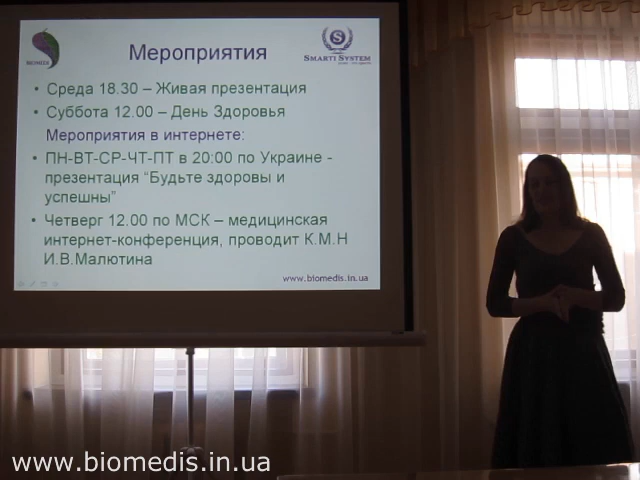 BIOMEDIS
Мероприятия
S
SMARTI SYSTEM
• Среда 18.30 – Живая презентация
• Суббота 12.00 – День Здоровья
Мероприятия в интернете:
• ПН-ВТ-СР-ЧТ-ПТ в 20:00 по Украине -
презентация “Будьте здоровы и
успешны”
• Четверг 12.00 по МСК – медицинская
интернет-конференция, проводит К.М.Н
И.В.Малютина
www.biomedis.in.ua
www.biomedis.in.ua